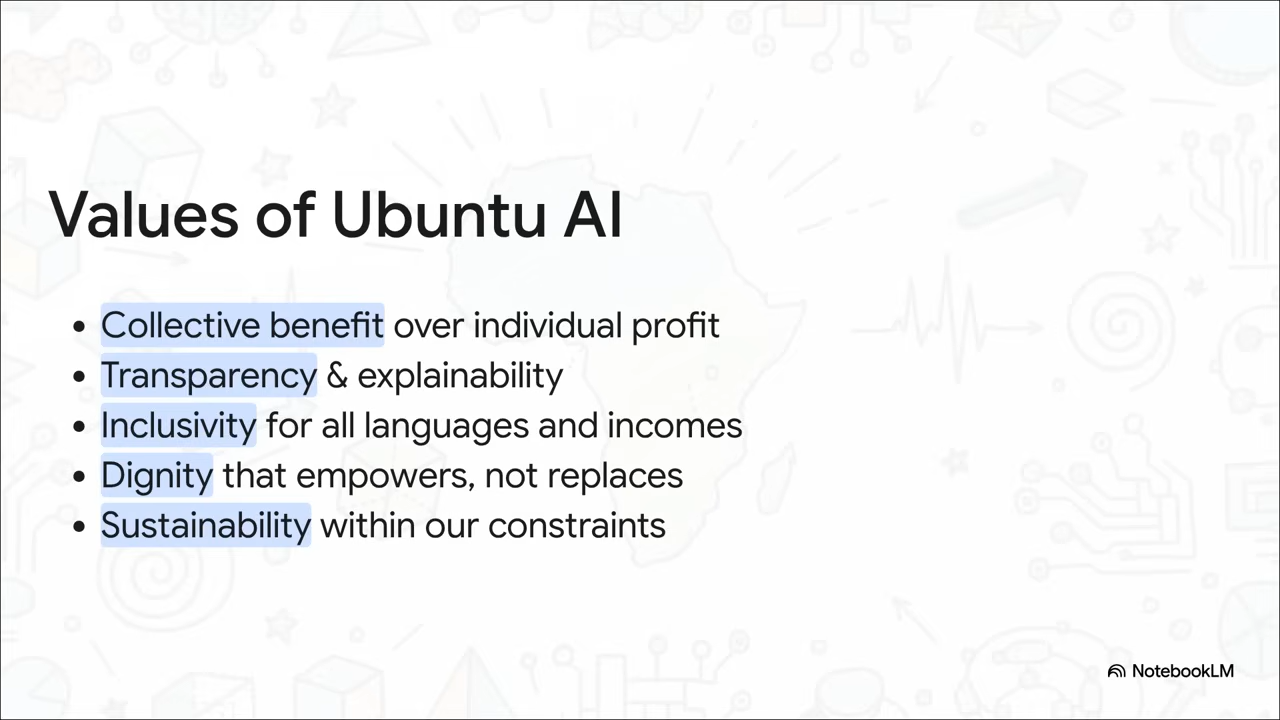 Values of Ubuntu AI
• Collective benefit over individual profit
• Transparency & explainability
• Inclusivity for all languages and incomes
• Dignity that empowers, not replaces
• Sustainability within our constraints
NotebookLM